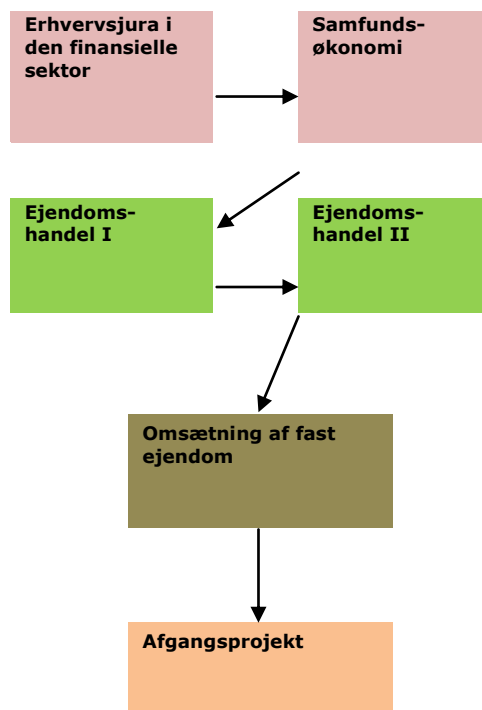 Erhvervsjura i
den finansielle
sektor
Samfunds-
økonomi
Ejendoms-
handel I
Ejendoms-
handel II
Omsætning af fast
ejendom
Afgangsprojekt